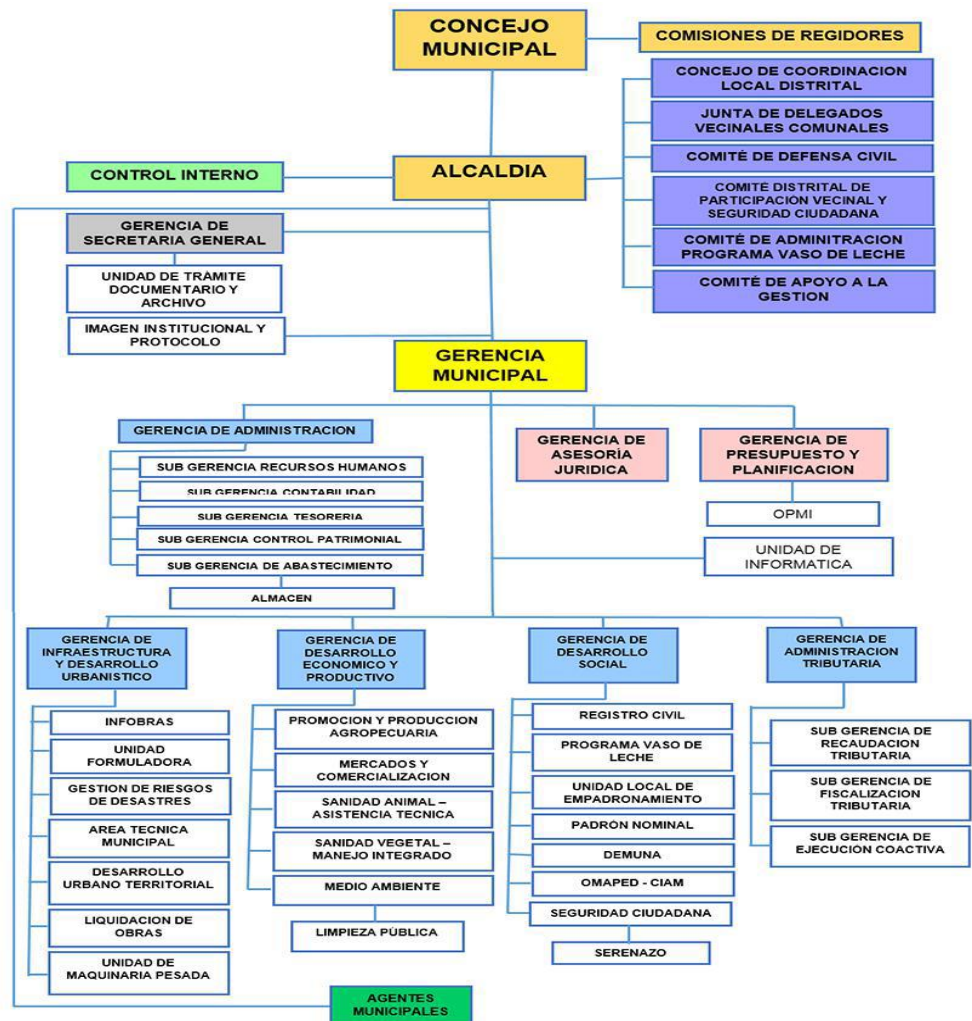 CONCEJO
MUNICIPAL
COMISIONES DE REGIDORES
CONCEJO DE COORDINACION
LOCAL DISTRITAL
JUNTA DE DELEGADOS
VECINALES COMUNALES
COMITÉ DE DEFENSA CIVIL
COMITÉ DISTRITAL DE
PARTICIPACIÓN VECINAL Y
SEGURIDAD CIUDADANA
COMITÉ DE ADMINITRACION
PROGRAMA VASO DE LECHE
COMITÉ DE APOYO A LA
GESTION
CONTROL INTERNO
ALCALDIA
GERENCIA DE
SECRETARIA GENERAL
UNIDAD DE TRÀMITE
DOCUMENTARIO Y
ARCHIVO
IMAGEN INSTITUCIONAL Y
PROTOCOLO
GERENCIA
MUNICIPAL
GERENCIA DE ADMINISTRACION
SUB GERENCIA RECURSOS HUMANOS
SUB GERENCIA CONTABILIDAD
SUB GERENCIA TESORERIA
SUB GERENCIA CONTROL PATRIMONIAL
SUB GERENCIA DE ABASTECIMIENTO
ALMACEN
GERENCIA DE
ASESORÌA
JURIDICA
GERENCIA DE
PRESUPUESTO Y
PLANIFICACION
OPMI
UNIDAD DE
INFORMATICA
GERENCIA DE
INFRAESTRUCTURA
Y DESARROLLO
URBANISTICO
INFOBRAS
UNIDAD
FORMULADORA
GESTION DE RIESGOS
DE DESASTRES
AREA TECNICA
MUNICIPAL
DESARROLLO
URBANO TERRITORIAL
LIQUIDACION DE
OBRAS
UNIDAD DE
MAQUINARIA PESADA
GERENCIA DE
DESARROLLO
ECONOMICO Y
PRODUCTIVO
PROMOCION Y PRODUCCION
AGROPECUARIA
MERCADOS Y
COMERCIALIZACION
SANIDAD ANIMAL –
ASISTENCIA TECNICA
SANIDAD VEGETAL –
MANEJO INTEGRADO
MEDIO AMBIENTE
LIMPIEZA PÚBLICA
GERENCIA DE
DESARROLLO
SOCIAL
REGISTRO CIVIL
PROGRAMA VASO DE
LECHE
UNIDAD LOCAL DE
EMPADRONAMIENTO
PADRÓN NOMINAL
DEMUNA
OMAPED - CIAM
SEGURIDAD CIUDADANA
SERENAZO
GERENCIA DE
ADMINISTRACION
TRIBUTARIA
SUB GERENCIA DE
RECAUDACION
TRIBUTARIA
SUB GERENCIA DE
FISCALIZACION
TRIBUTARIA
SUB GERENCIA DE
EJECUCIÓN COACTIVA
AGENTES
MUNICIPALES